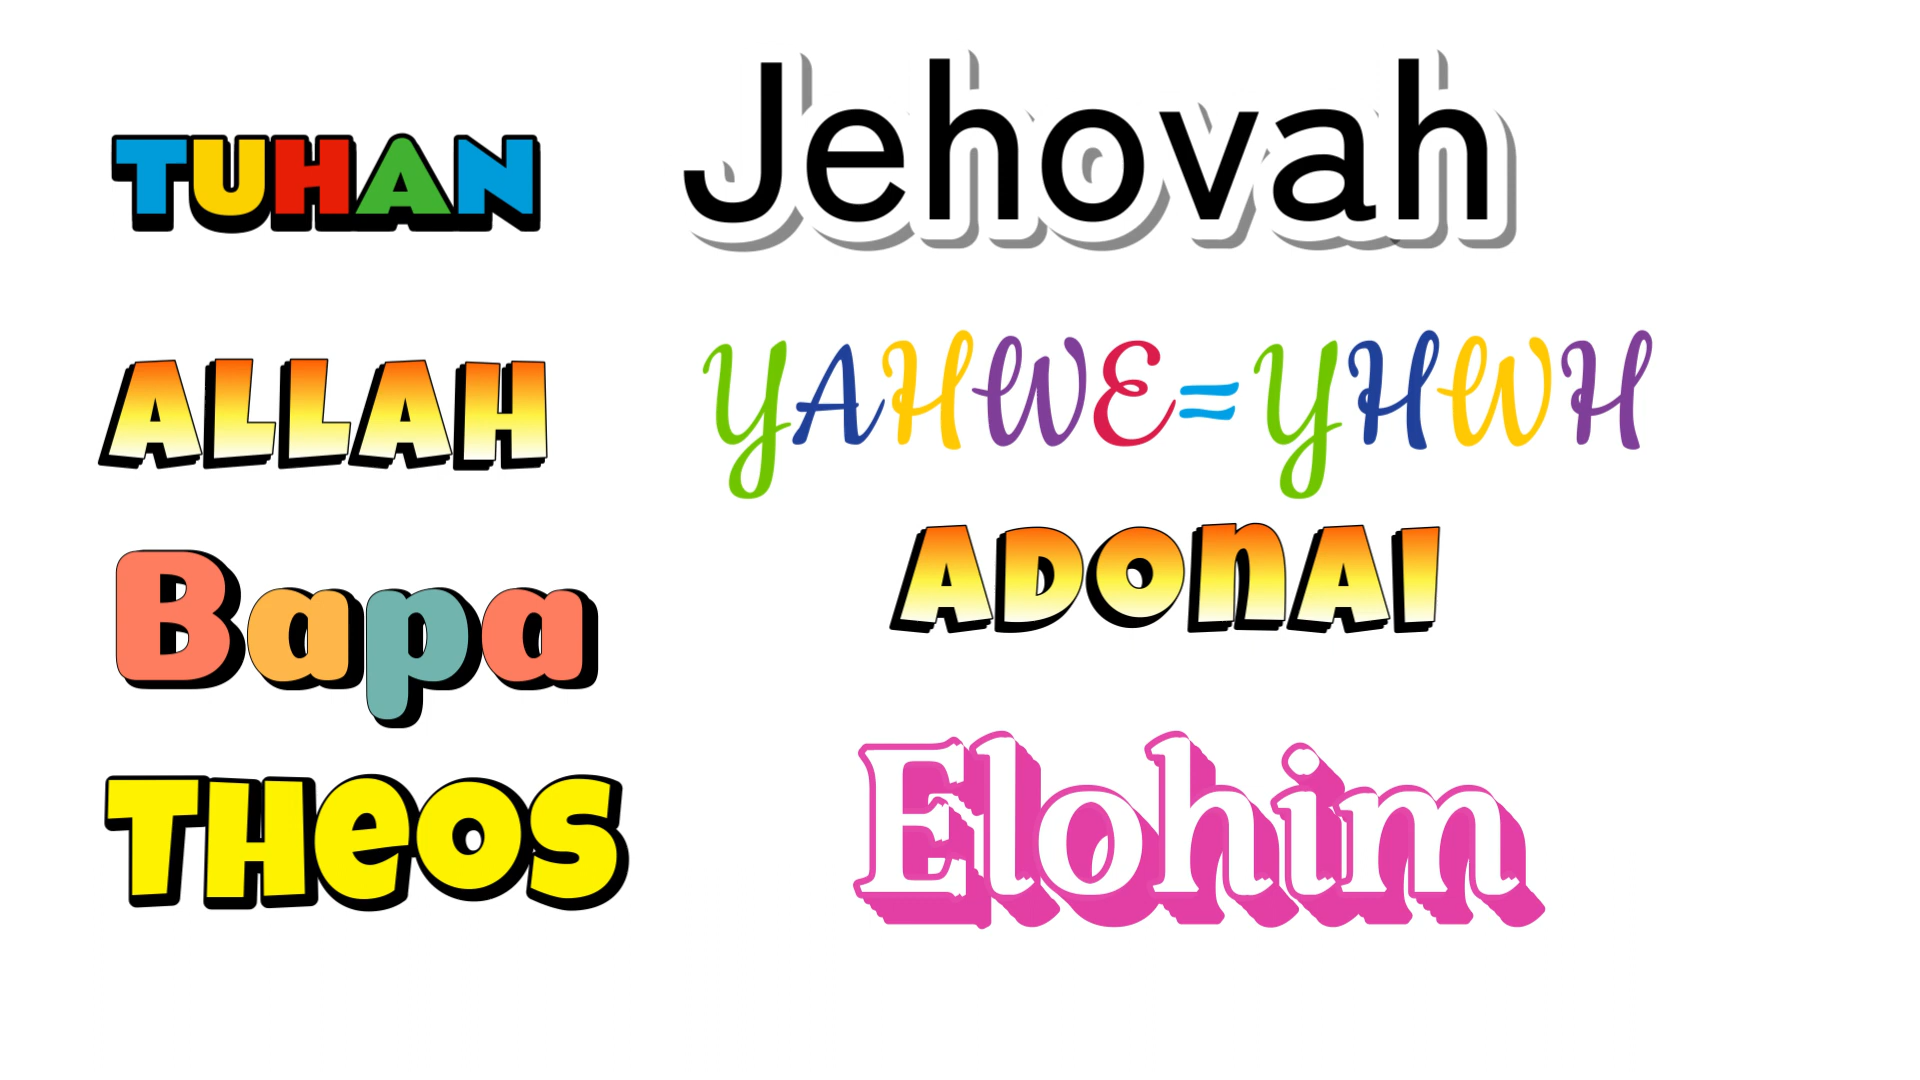 TUHAN
Jehovah
ALLAH
YAHWE=YHWH
Bapa
ADONAI
THEOS
Elohim